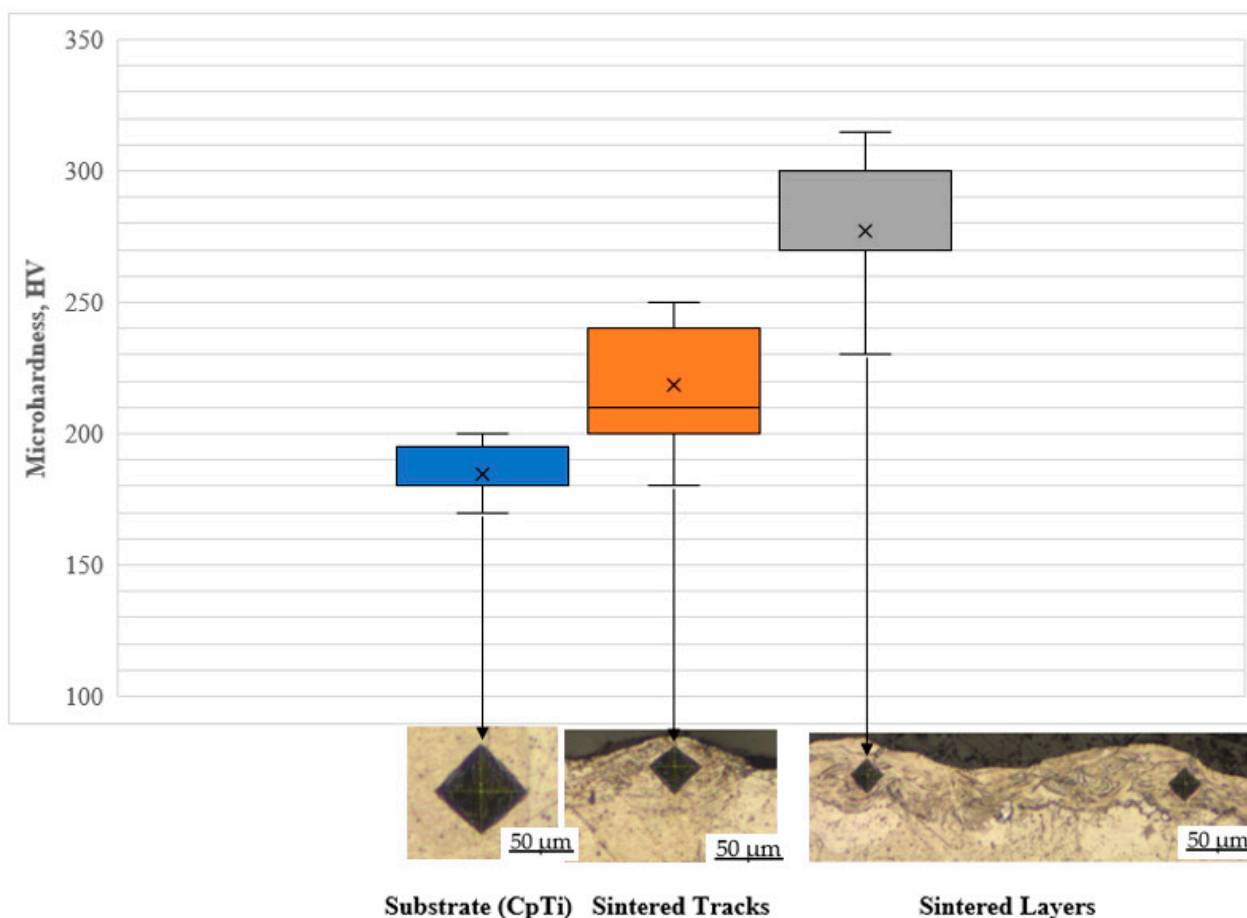 350
300
250
200
150
100
Microhardness, HV
50 μm
50 μm
50 μm
Substrate (CpTi) Sintered Tracks Sintered Layers